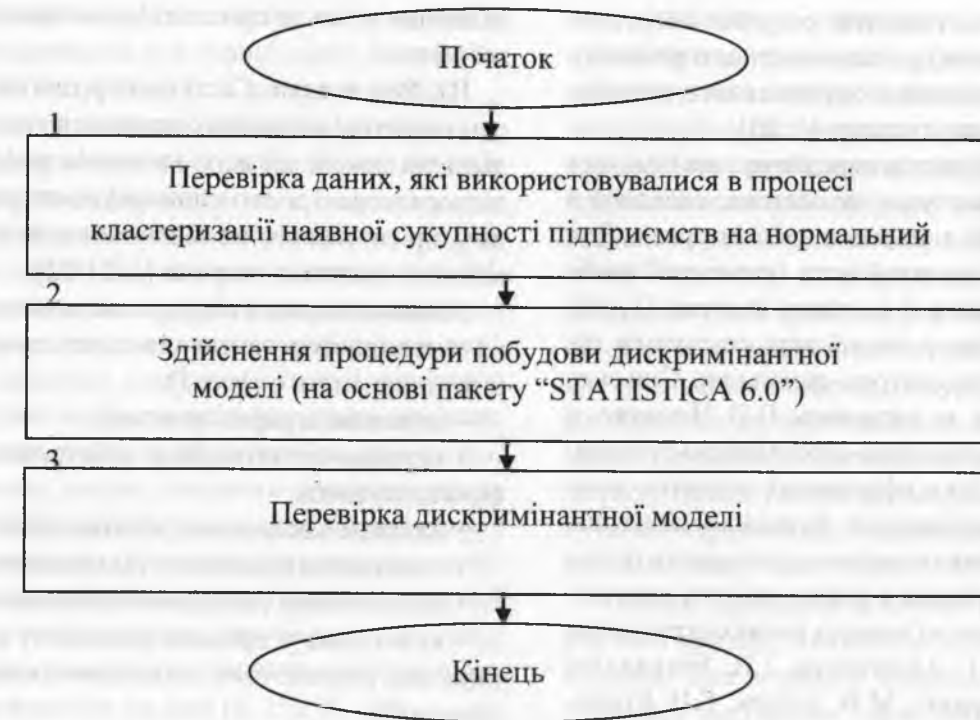 Початок
1
Перевірка даних, які використовувалися в процесі
кластеризації наявної сукупності підприємств на нормальний
2
Здійснення процедури побудови дискримінантної
моделі (на основі пакету “STATISTICA 6.0”)
3
Перевірка дискримінантної моделі
Кінець